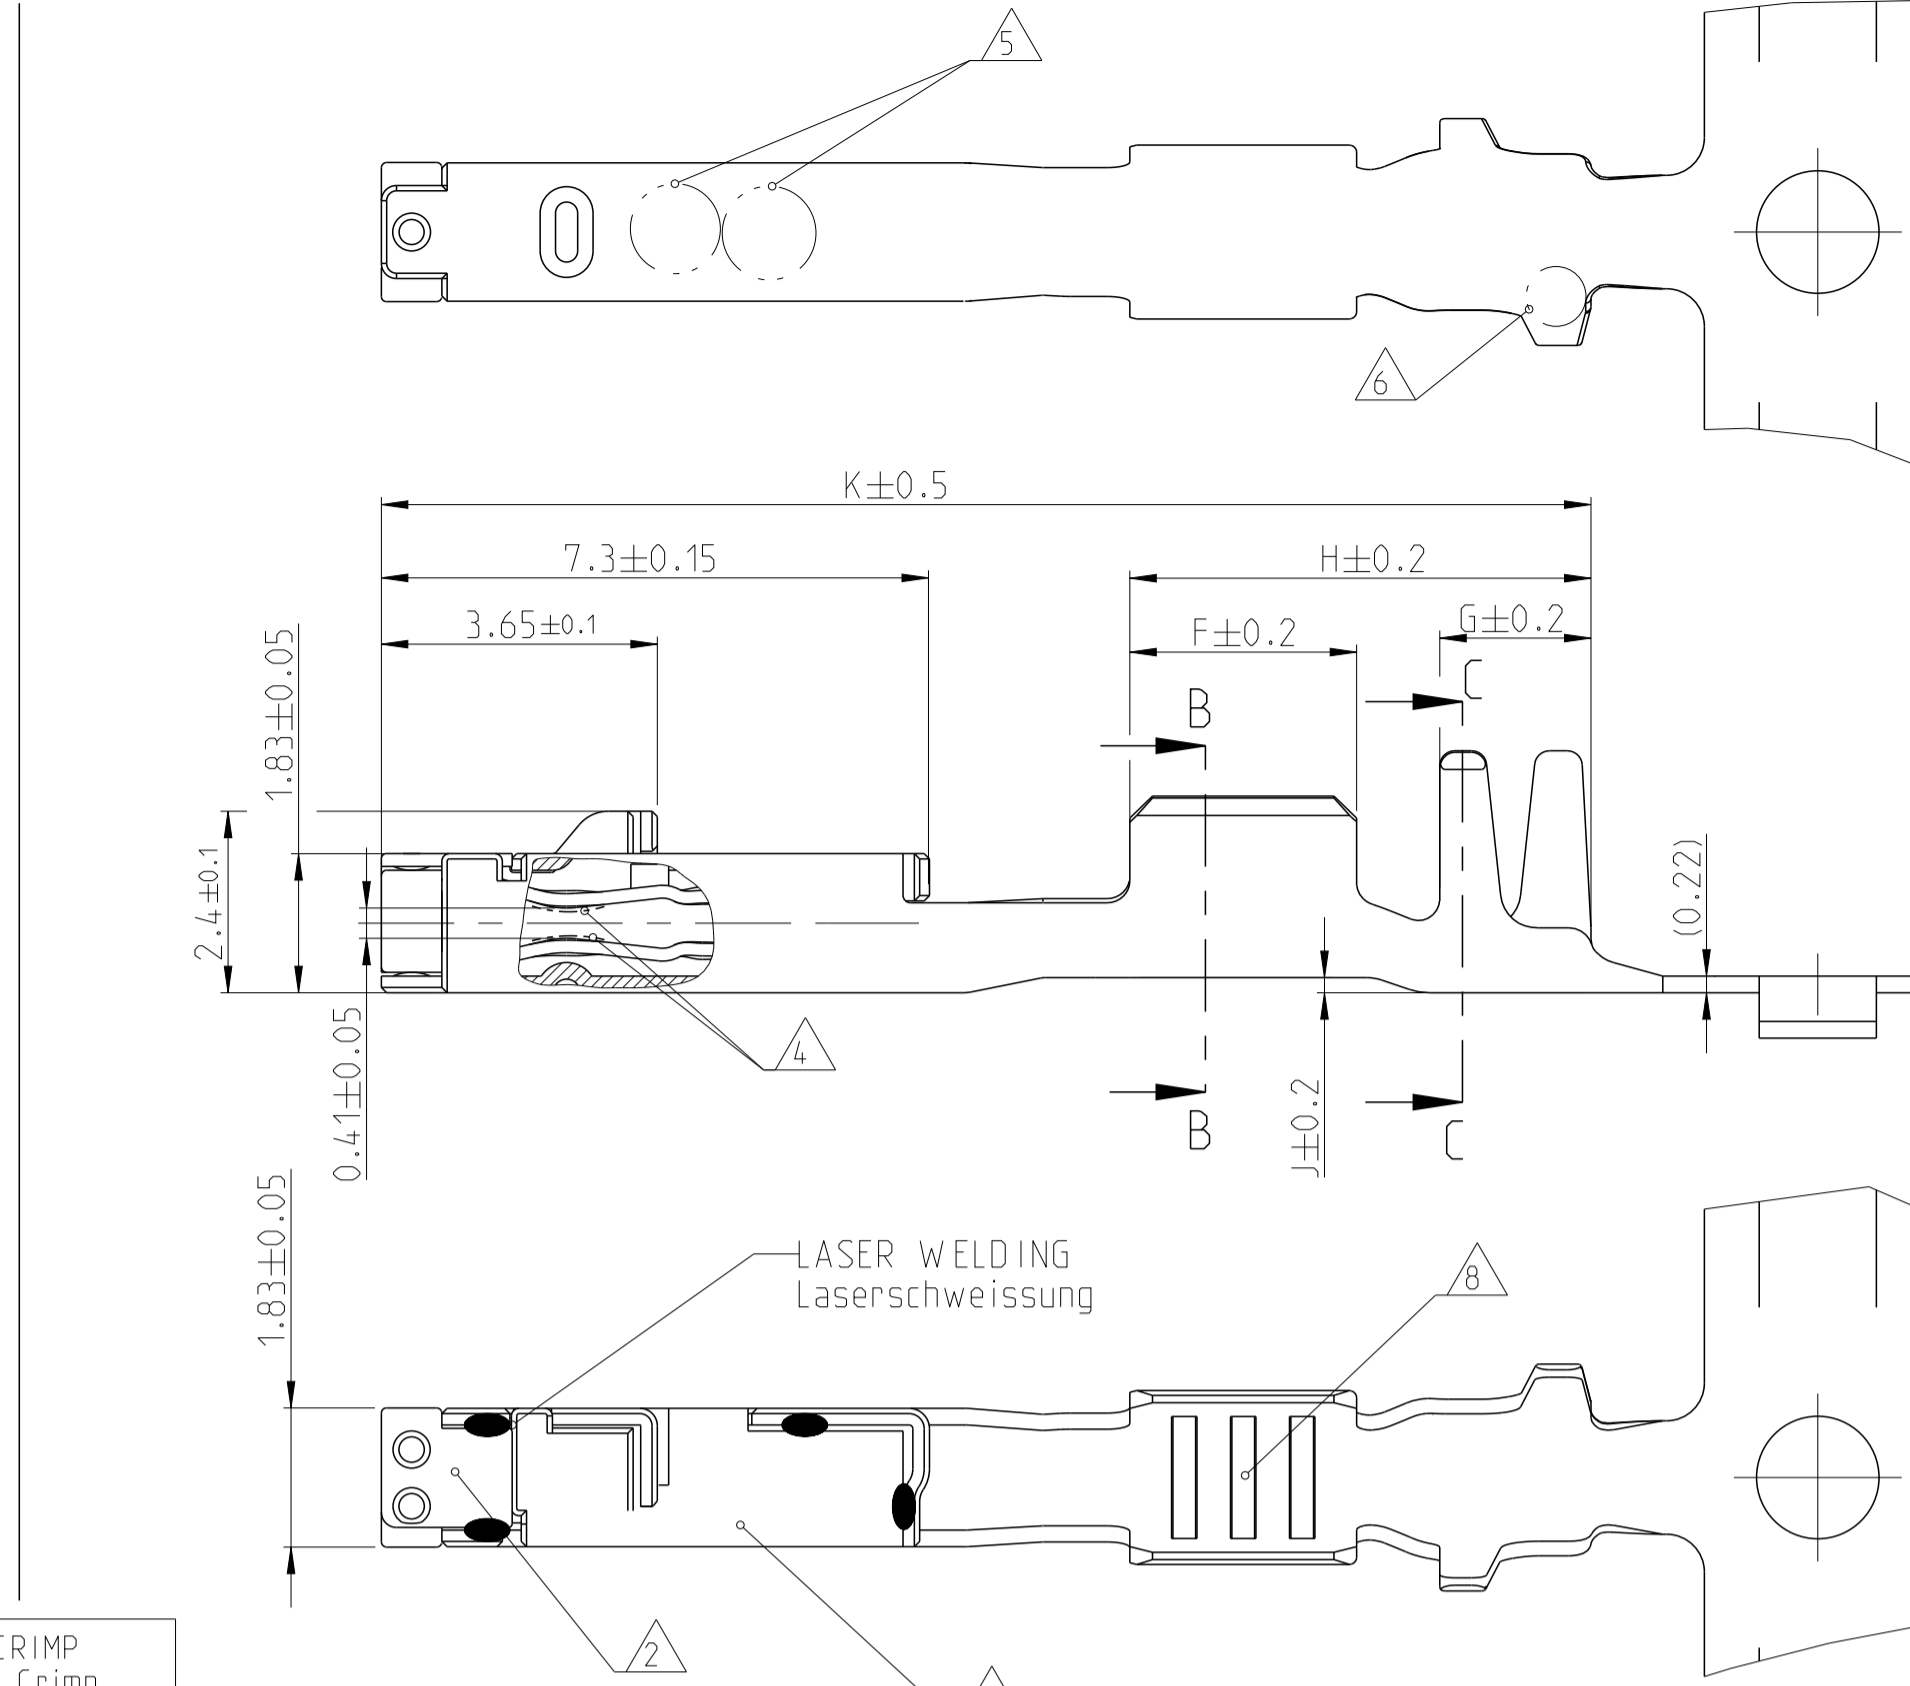 5
6
K±0.5
7.3±0.15
H±0.2
3.65±0.1
F±0.2
G±0.2
1.83±0.05
B
C
2.4±0.1
(0.22)
0.41±0.05
4
B
C
J±0.2
1.83±0.05
LASER WELDING
Laserschweissung
8
2
CRIMP
Crimp